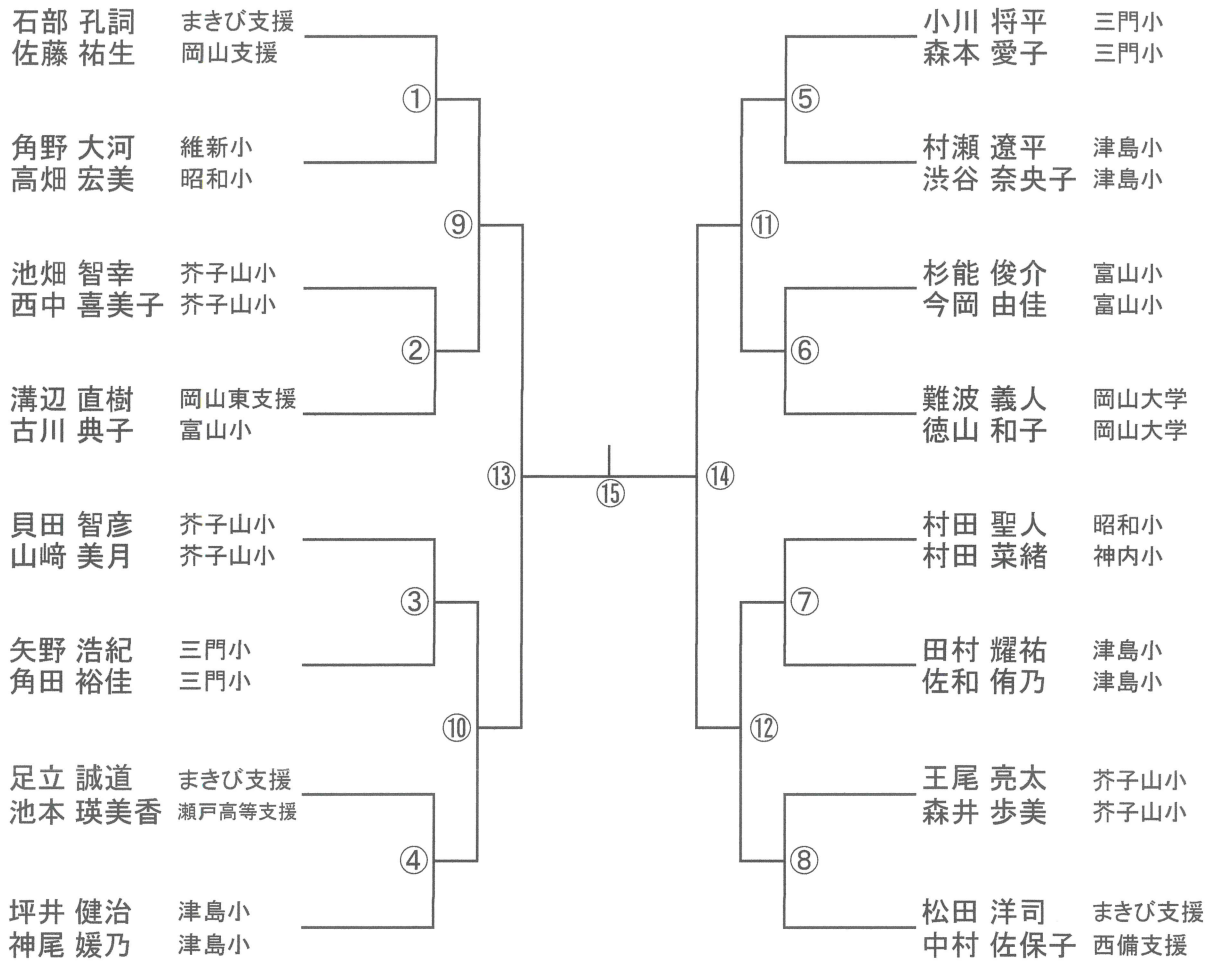 石部 孔詞 まきび支援
佐藤 祐生 岡山支援
①
角野 大河 維新小
高畑 宏美 昭和小
⑨
池畑 智幸 芥子山小
西中 喜美子 芥子山小
②
溝辺 直樹 岡山東支援
古川 典子 富山小
⑬
貝田 智彦 芥子山小
山﨑 美月 芥子山小
③
矢野 浩紀 三門小
角田 裕佳 三門小
⑩
足立 誠道 まきび支援
池本 瑛美香 瀬戸高等支援
④
坪井 健治 津島小
神尾 媛乃 津島小
⑮
小川 将平 三門小
森本 愛子 三門小
⑤
村瀬 遼平 津島小
渋谷 奈央子 津島小
⑪
杉能 俊介 富山小
今岡 由佳 富山小
⑥
難波 義人 岡山大学
徳山 和子 岡山大学
⑭
村田 聖人 昭和小
村田 菜緒 神内小
⑦
田村 耀祐 津島小
佐和 侑乃 津島小
⑫
王尾 亮太 芥子山小
森井 歩美 芥子山小
⑧
松田 洋司 まきび支援
中村 佐保子 西備支援